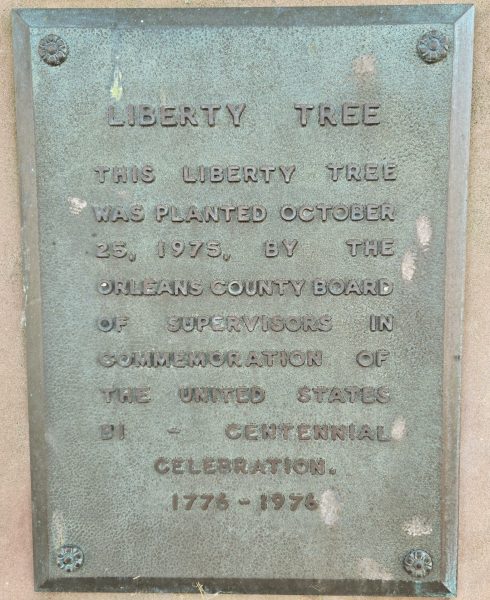 LIBERTY TREE
THIS LIBERTY TREE
WAS PLANTED OCTOBER
25, 1975, BY THE
ORLEANS COUNTY BOARD
OF SUPERVISORS IN
COMMEMORATION OF
THE UNITED STATES
BI - CENTENNIAL
CELEBRATION.
1776-1976